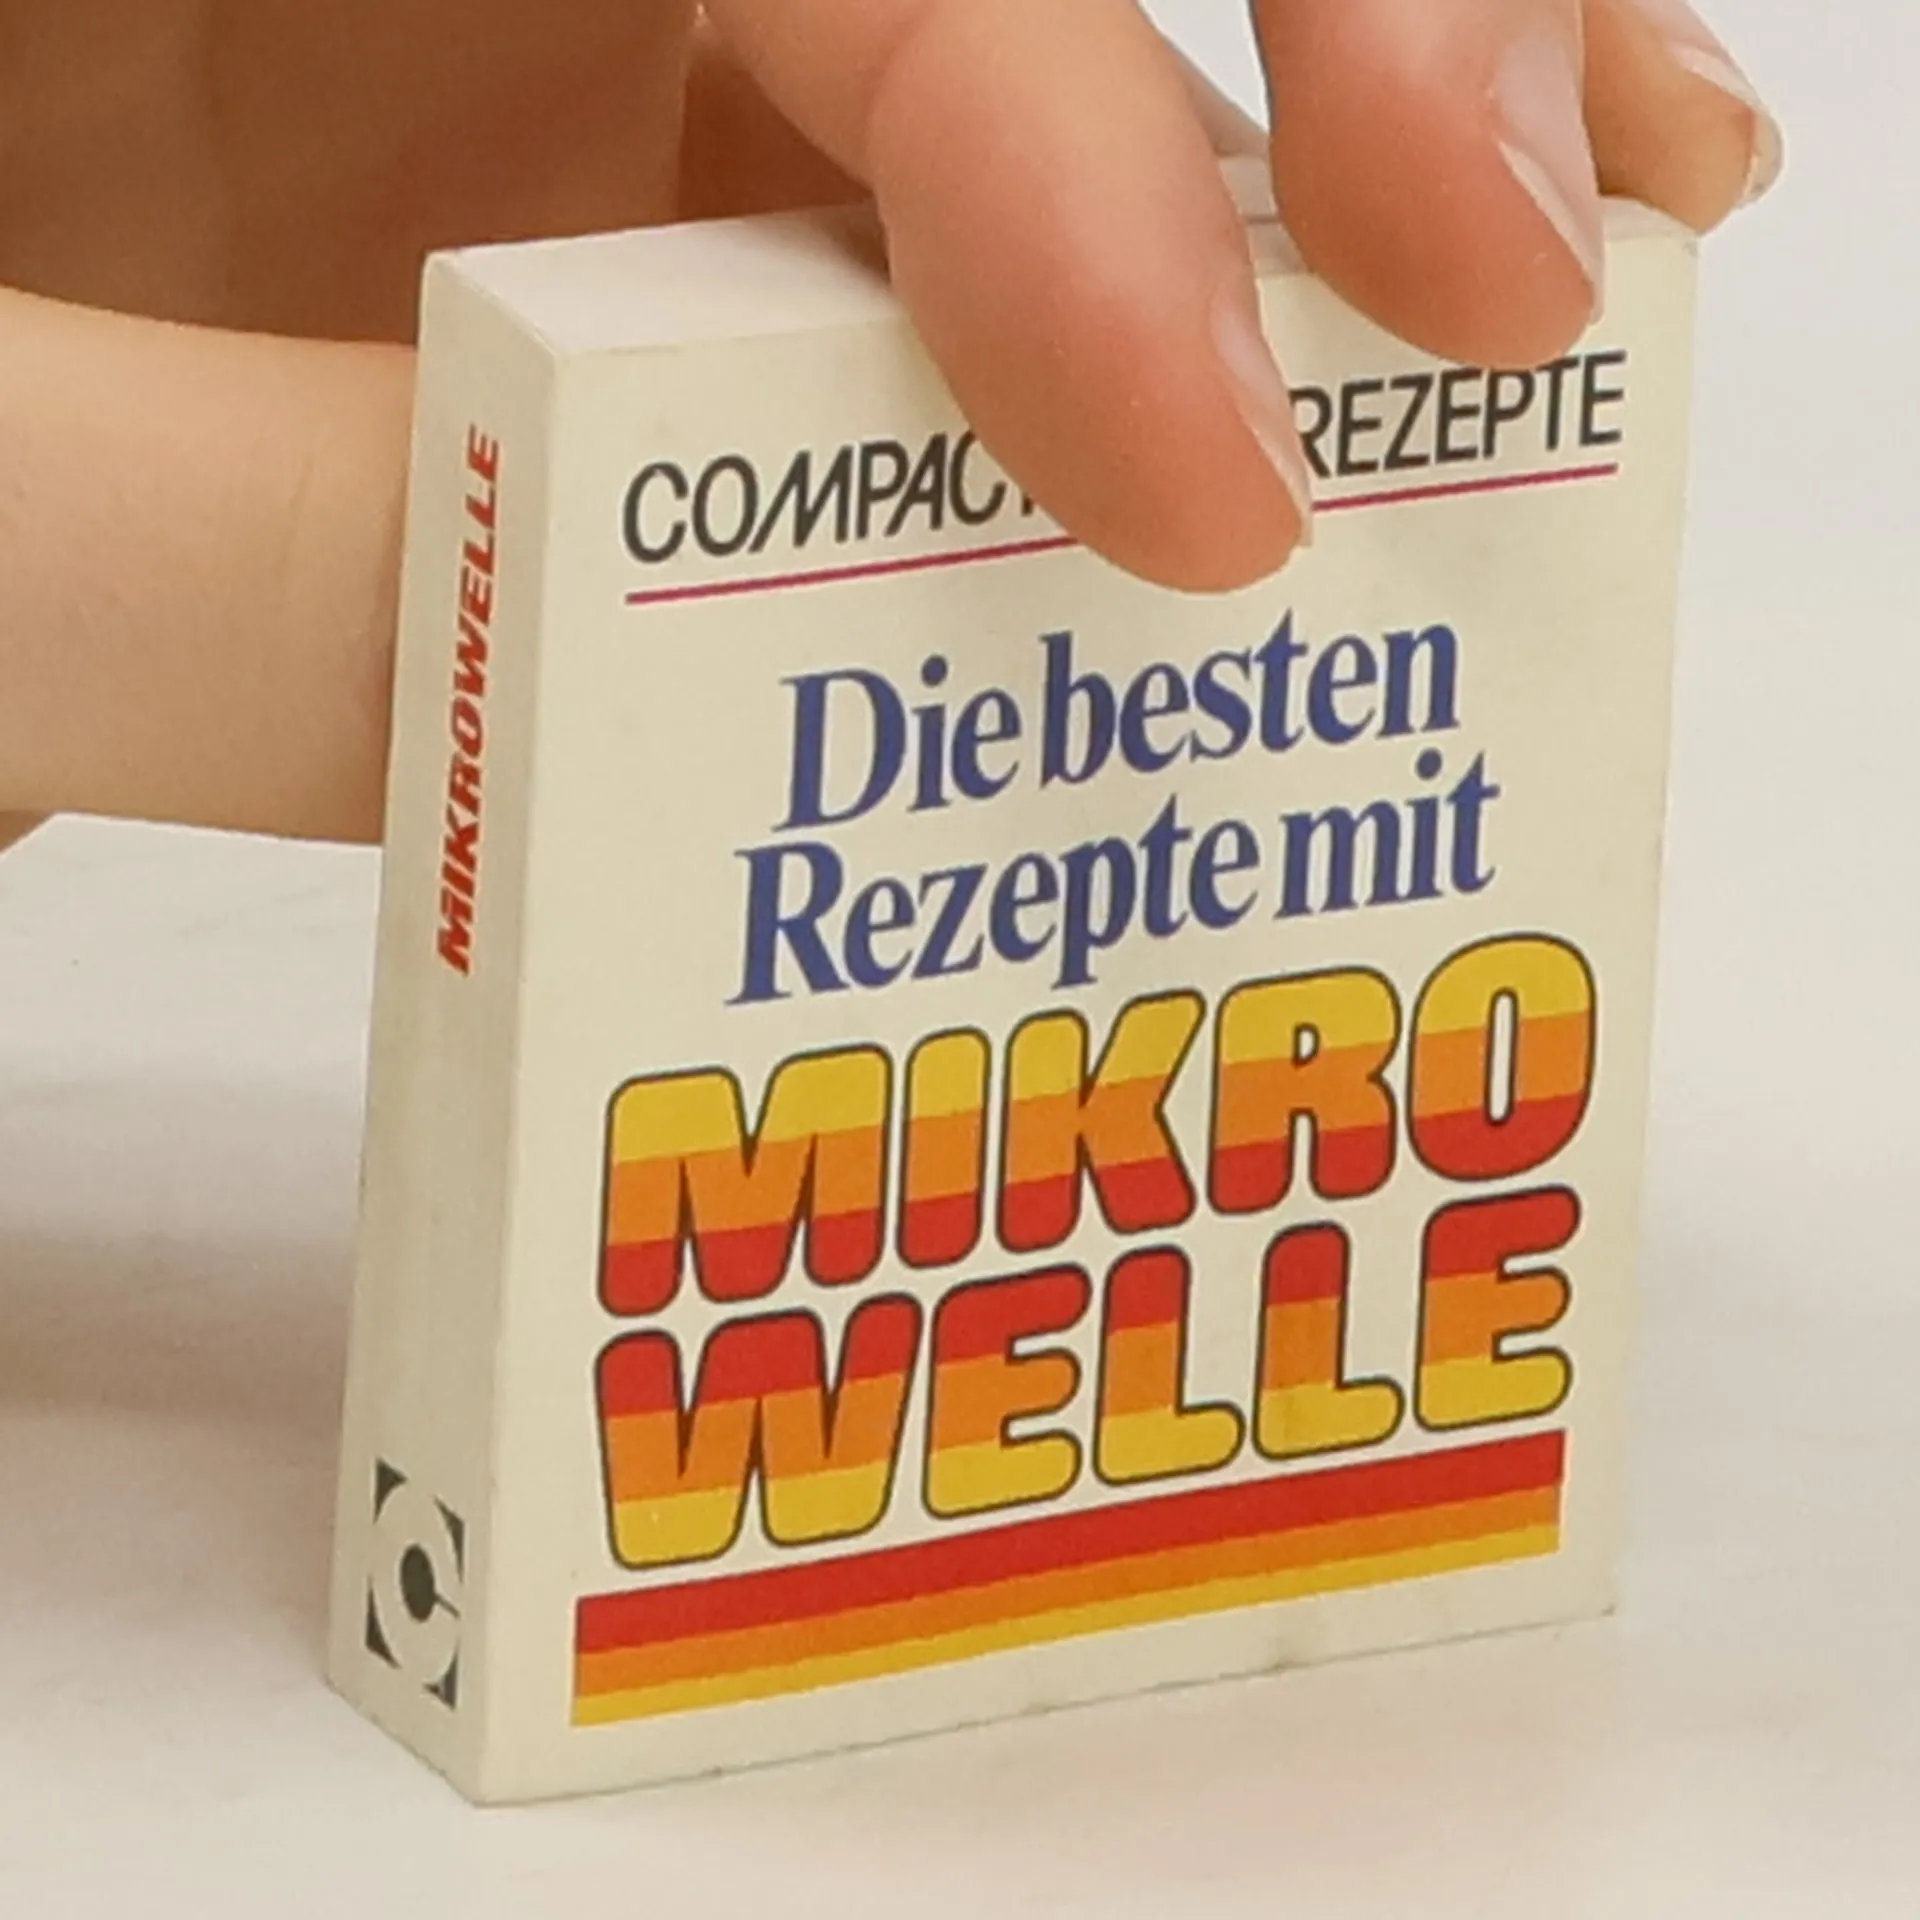 MIKROWELLE
COMPAC REZEPTE
Die besten
Rezepte mit
MIKRO
WELLE